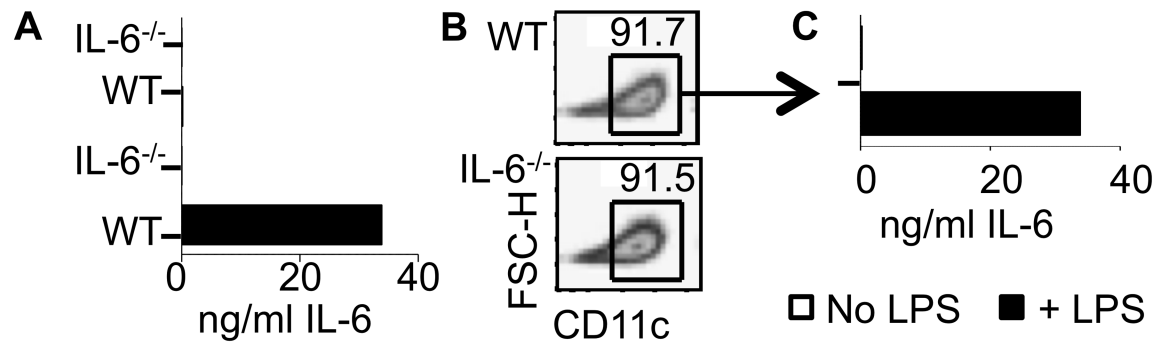 A
IL-6-/-
WT
IL-6-/-
WT
0 20 40
ng/ml IL-6
B
WT
91.7
IL-6-/-
91.5
FSC-H
CD11c
C
0 20 40
ng/ml IL-6
No LPS + LPS